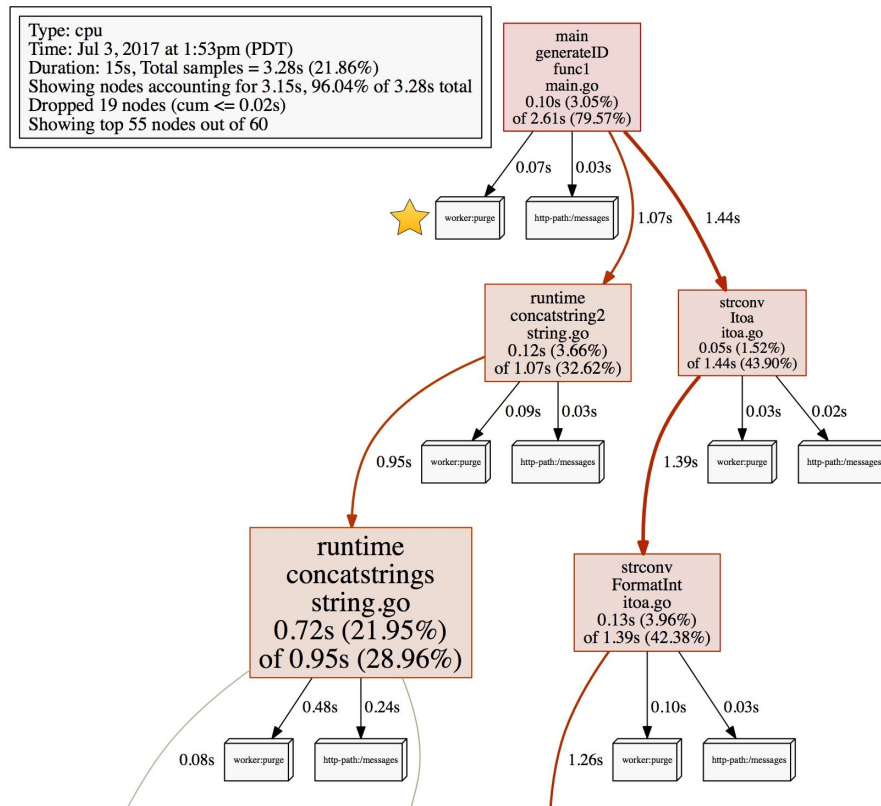 Type: cpu
Time: Jul 3, 2017 at 1:53pm (PDT)
Duration: 15s, Total samples = 3.28s (21.86%)
Showing nodes accounting for 3.15s, 96.04% of 3.28s total
Dropped 19 nodes (cum <= 0.02s)
Showing top 55 nodes out of 60
main
generateID
func1
main.go
0.10s (3.05%)
of 2.61s (79.57%)
0.07s
0.03s
worker:purge
http-path:/messages
1.07s
1.44s
runtime
concatstring2
string.go
0.12s (3.66%)
of 1.07s (32.62%)
strconv
Itoa
itoa.go
0.05s (1.52%)
of 1.44s (43.90%)
0.09s
0.03s
0.03s
0.02s
worker:purge
http-path:/messages
worker:purge
http-path:/messages
0.95s
1.39s
runtime
concatstrings
string.go
0.72s (21.95%)
of 0.95s (28.96%)
strconv
FormatInt
itoa.go
0.13s (3.96%)
of 1.39s (42.38%)
0.48s
0.24s
0.10s
0.03s
0.08s
worker:purge
http-path:/messages
1.26s
worker:purge
http-path:/messages